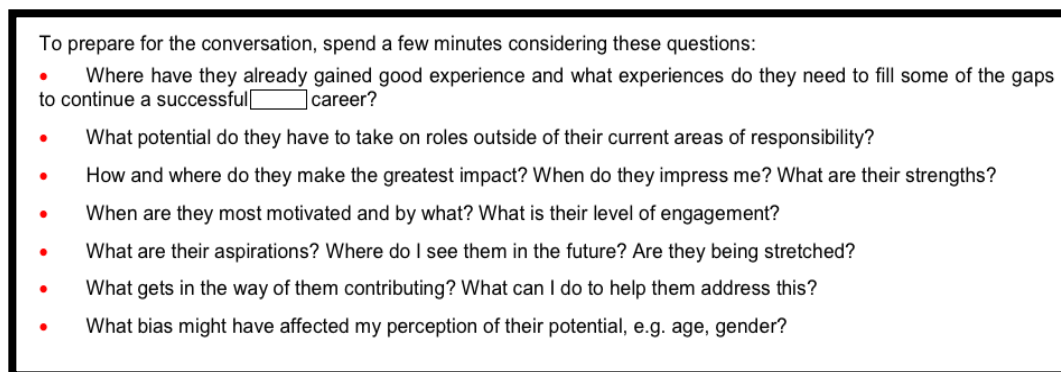 To prepare for the conversation, spend a few minutes considering these questions:
• Where have they already gained good experience and what experiences do they need to fill some of the gaps
to continue a successful career?
• What potential do they have to take on roles outside of their current areas of responsibility?
• How and where do they make the greatest impact? When do they impress me? What are their strengths?
• When are they most motivated and by what? What is their level of engagement?
• What are their aspirations? Where do I see them in the future? Are they being stretched?
• What gets in the way of them contributing? What can I do to help them address this?
• What bias might have affected my perception of their potential, e.g. age, gender?